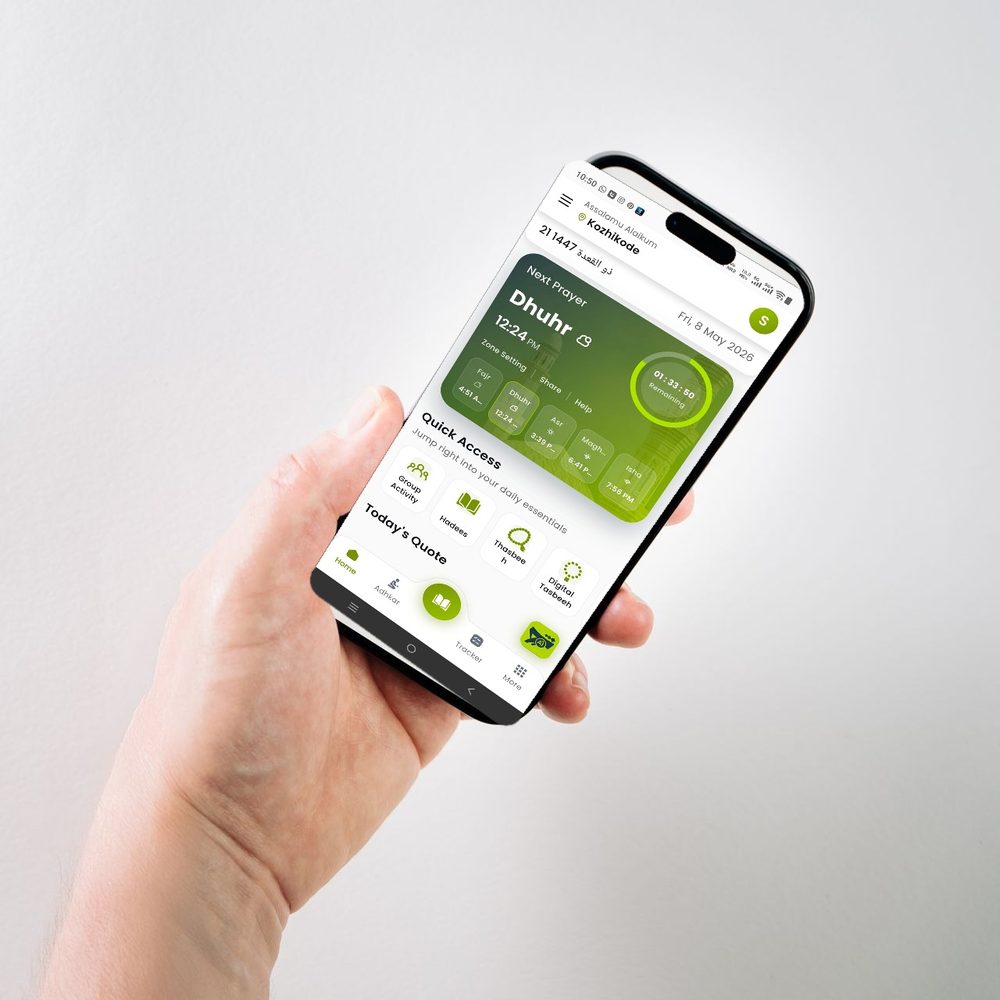 10:50
Assalamu Alaikum
Kozhikode
S
21 ذو القعدة 1447
Fri, 8 May 2026
Next Prayer
Dhuhr
12:24 PM
01 : 33 : 50
Remaining
Zone Setting | Share | Help
Fajr
4:51 A...
Dhuhr
12:24 ...
Asr
3:39 P...
Magh...
6:41 P...
Isha
7:56 PM
Quick Access
Jump right into your daily essentials
Group
Activity
Hadees
Thasbee
h
Digital
Tasbeeh
Today's Quote
Home
Adhkar
Tracker
More